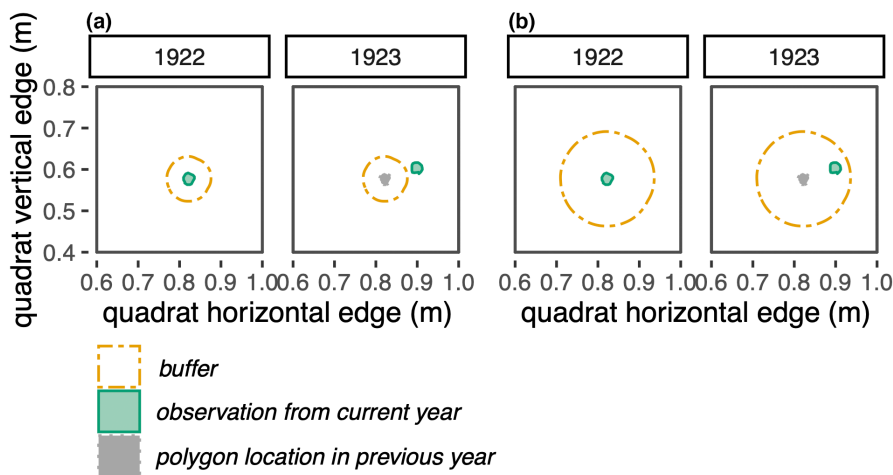 (a) (b)
1922 1923 1922 1923
quadrat vertical edge (m)
0.8
0.7
0.6
0.5
0.4
0.6 0.7 0.8 0.9 1.0 0.6 0.7 0.8 0.9 1.0 0.6 0.7 0.8 0.9 1.0 0.6 0.7 0.8 0.9 1.0
quadrat horizontal edge (m) quadrat horizontal edge (m)
buffer
observation from current year
polygon location in previous year